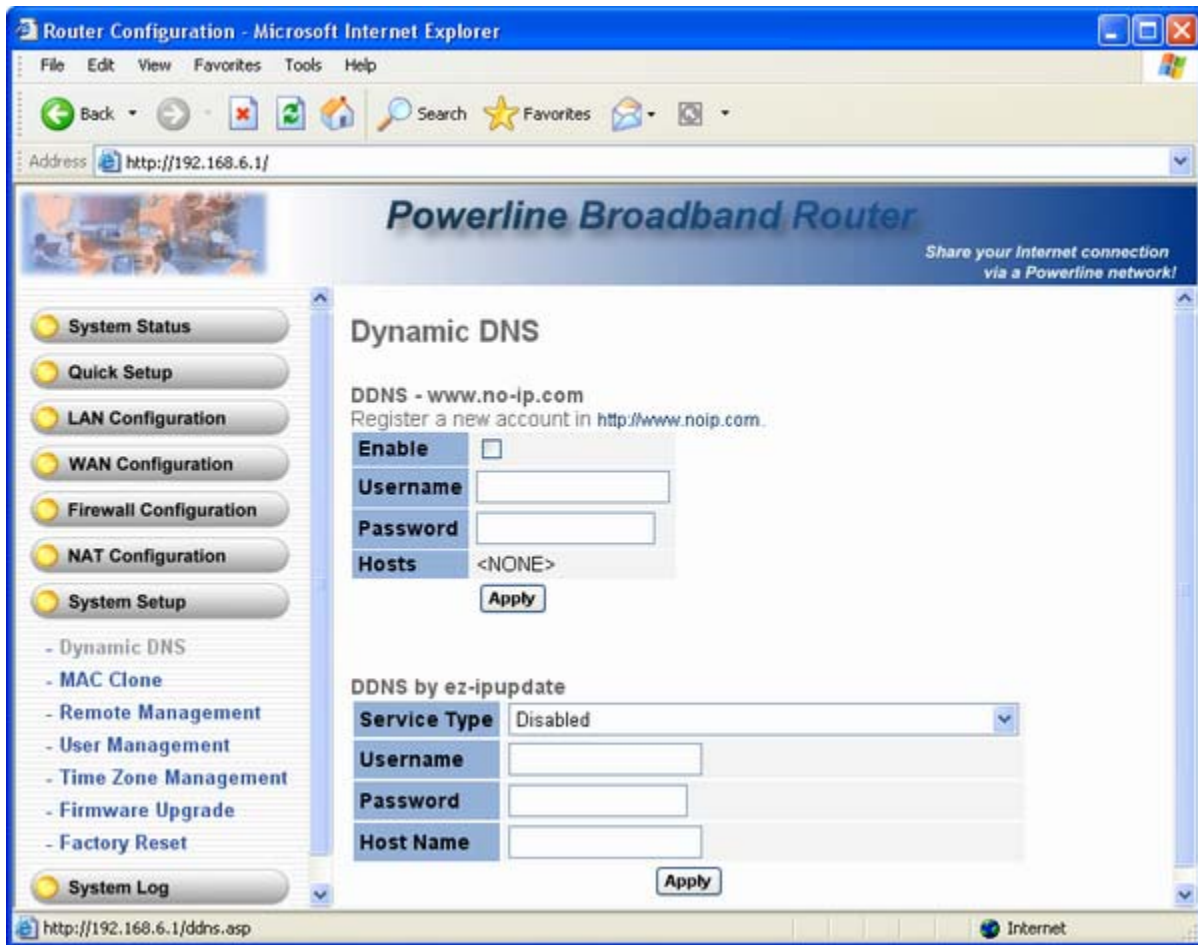 Router Configuration - Microsoft Internet Explorer
File Edit View Favorites Tools Help
Back Search Favorites
Address http://192.168.6.1/
Powerline Broadband Router
Share your Internet connection
via a Powerline network!
System Status
Quick Setup
LAN Configuration
WAN Configuration
Firewall Configuration
NAT Configuration
System Setup
- Dynamic DNS
- MAC Clone
- Remote Management
- User Management
- Time Zone Management
- Firmware Upgrade
- Factory Reset
System Log
Dynamic DNS
DDNS - www.no-ip.com
Register a new account in http://www.noip.com.
Enable
Username
Password
Hosts <NONE>
Apply
DDNS by ez-ipupdate
Service Type Disabled
Username
Password
Host Name
Apply
http://192.168.6.1/ddns.asp Internet